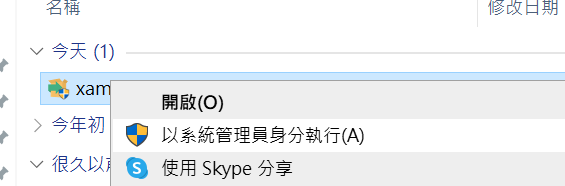 名稱
修改日期
今天 (1)
xam
開啟(O)
以系統管理員身分執行(A)
今年初
使用 Skype 分享
很久以